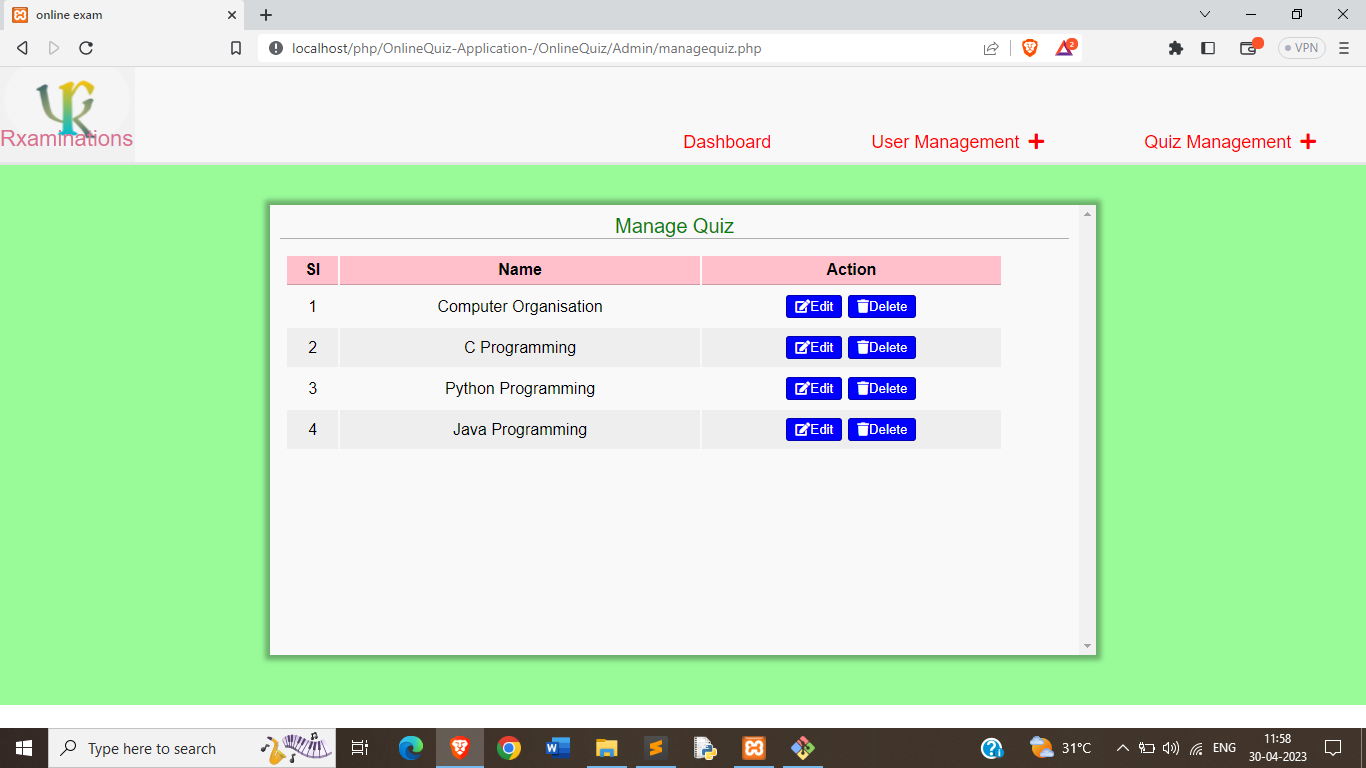 online exam
localhost/php/OnlineQuiz-Application-/OnlineQuiz/Admin/managequiz.php
2
VPN
Rxaminations
Dashboard
User Management
Quiz Management
Manage Quiz
Sl Name Action
1 Computer Organisation Edit Delete
2 C Programming Edit Delete
3 Python Programming Edit Delete
4 Java Programming Edit Delete
Type here to search
31°C
ENG
11:58
30-04-2023